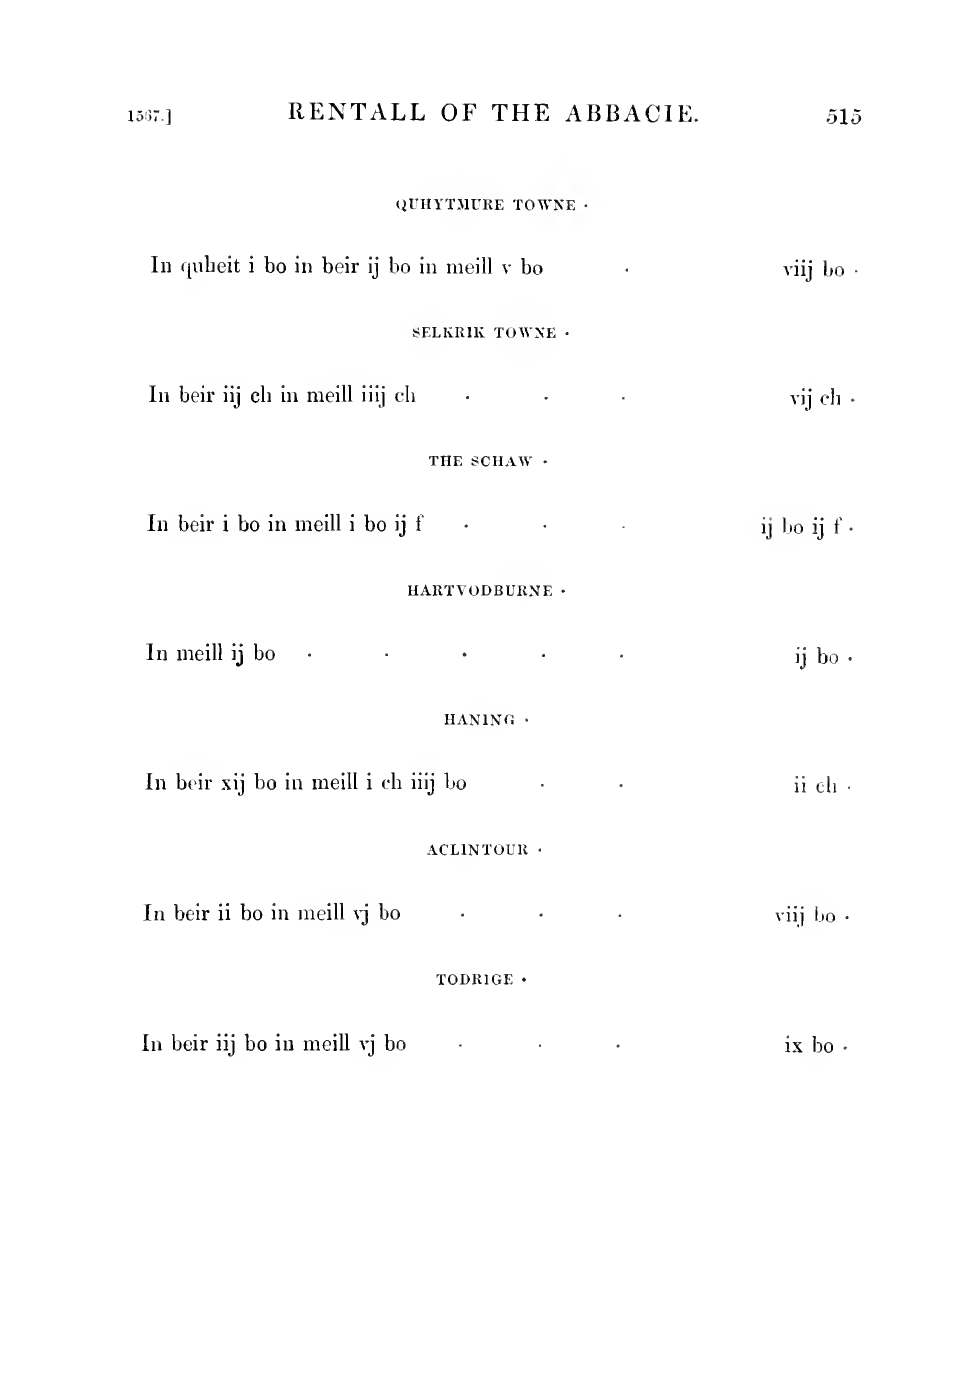 1567.] RENTALL OF THE ABBACIE. 515
QUHYTMURE TOWNE ·
In quheit i bo in beir ij bo in meill v bo · viij bo ·
SELKRIK TOWNE ·
In beir iij ch in meill iiij ch · · · vij ch ·
THE SCHAW ·
In beir i bo in meill i bo ij f · · · ij bo ij f ·
HARTVODBURNE ·
In meill ij bo · · · · · ij bo ·
HANING ·
In beir xij bo in meill i ch iiij bo · · ii ch ·
ACLINTOUR ·
In beir ii bo in meill vj bo · · · viij bo ·
TODRIGE ·
In beir iij bo in meill vj bo · · · ix bo ·